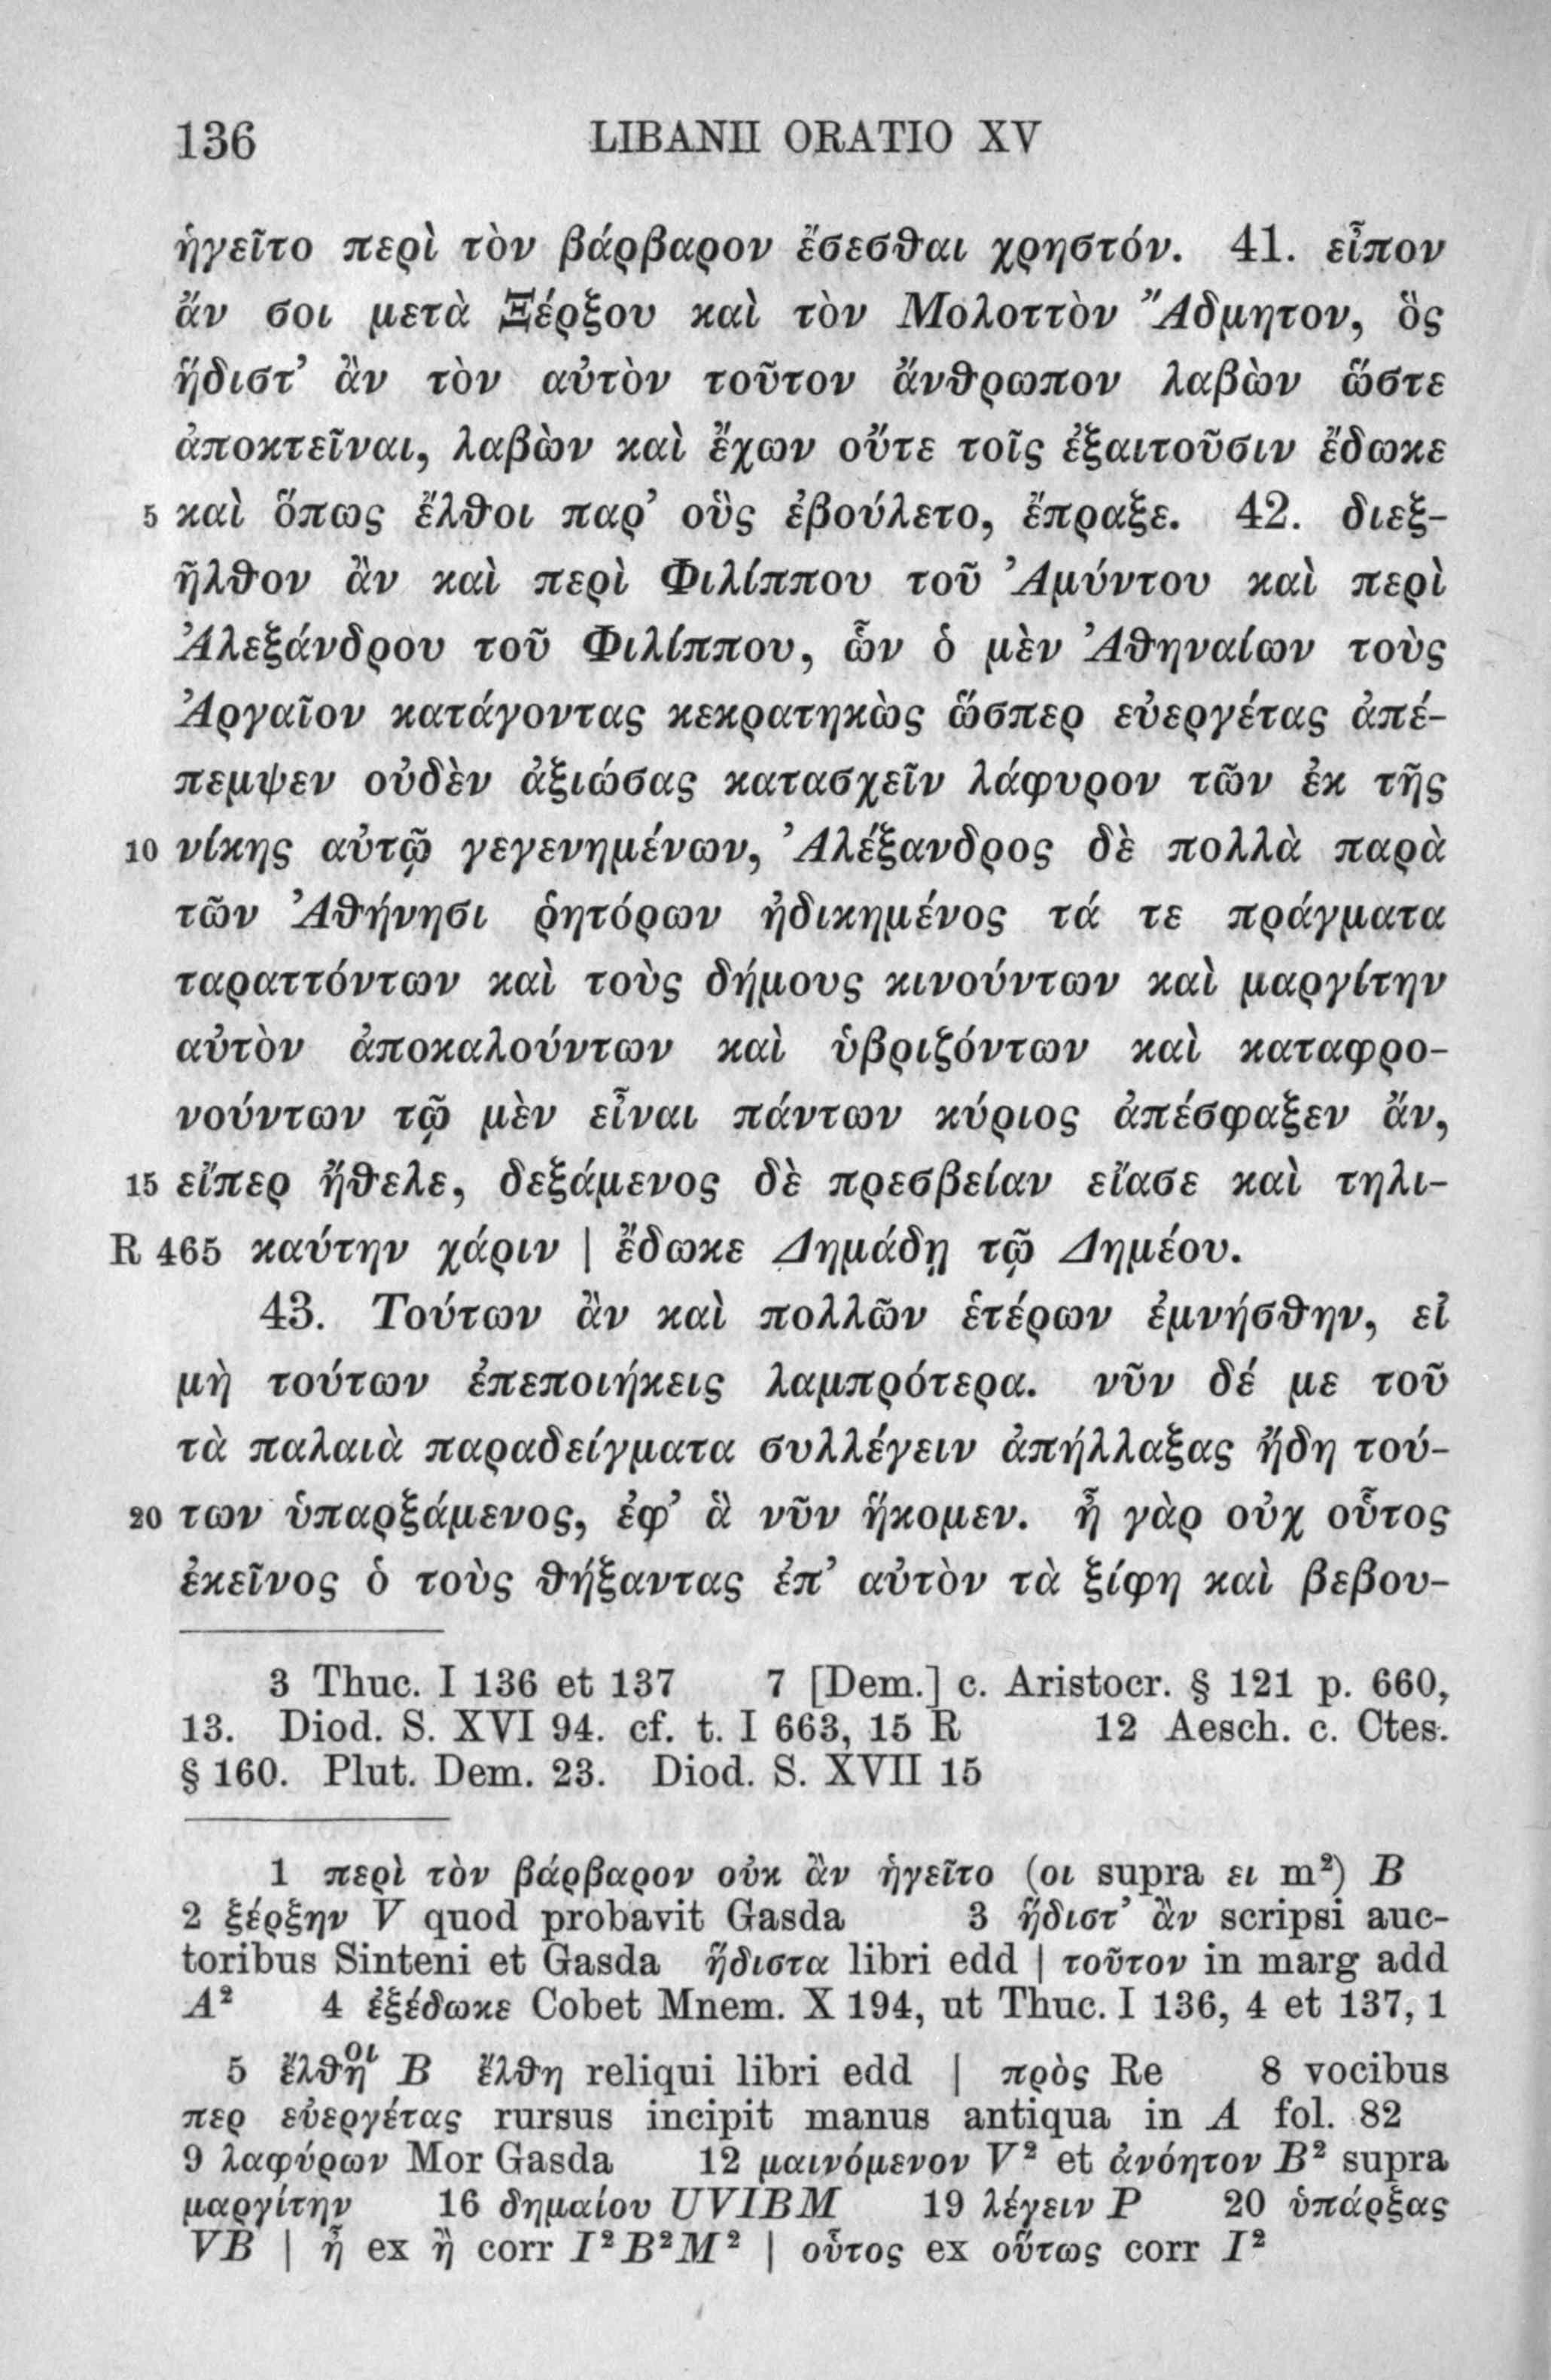 136 LIBANII ORATIO XV
ἡγεῖτο περὶ τὸν βάρβαρον ἔσεσθαι χρηστόν. 41. εἶπον
ἄν σοι μετὰ Ξέρξου καὶ τὸν Μολοττὸν Ἄδμητον, ὃς
ἥδιστ’ ἂν τὸν αὐτὸν τοῦτον ἄνθρωπον λαβὼν ὥστε
ἀποκτεῖναι, λαβὼν καὶ ἔχων οὔτε τοῖς ἐξαιτοῦσιν ἔδωκε
5 καὶ ὅπως ἔλθοι παρ’ οὓς ἐβούλετο, ἔπραξε. 42. διεξ-
ῆλθον ἂν καὶ περὶ Φιλίππου τοῦ Ἀμύντου καὶ περὶ
Ἀλεξάνδρου τοῦ Φιλίππου, ὧν ὁ μὲν Ἀθηναίων τοὺς
Ἀργαῖον κατάγοντας κεκρατηκὼς ὥσπερ εὐεργέτας ἀπέ-
πεμψεν οὐδὲν ἀξιώσας κατασχεῖν λάφυρον τῶν ἐκ τῆς
10 νίκης αὐτῷ γεγενημένων, Ἀλέξανδρος δὲ πολλὰ παρὰ
τῶν Ἀθήνησι ῥητόρων ἠδικημένος τά τε πράγματα
ταραττόντων καὶ τοὺς δήμους κινούντων καὶ μαργίτην
αὐτὸν ἀποκαλούντων καὶ ὑβριζόντων καὶ καταφρο-
νούντων τῷ μὲν εἶναι πάντων κύριος ἀπέσφαξεν ἄν,
15 εἴπερ ἤθελε, δεξάμενος δὲ πρεσβείαν εἴασε καὶ τηλι-
R 465 καύτην χάριν | ἔδωκε Δημάδῃ τῷ Δημέου.
43. Τούτων ἂν καὶ πολλῶν ἑτέρων ἐμνήσθην, εἰ
μὴ τούτων ἐπεποιήκεις λαμπρότερα. νῦν δέ με τοῦ
τὰ παλαιὰ παραδείγματα συλλέγειν ἀπήλλαξας ἤδη τού-
20 των ὑπαρξάμενος, ἐφ’ ἃ νῦν ἥκομεν. ἦ γὰρ οὐχ οὗτος
ἐκεῖνος ὁ τοὺς θήξαντας ἐπ’ αὐτὸν τὰ ξίφη καὶ βεβου-
3 Thuc. I 136 et 137 7 [Dem.] c. Aristocr. § 121 p. 660,
13. Diod. S. XVI 94. cf. t. I 663, 15 R 12 Aesch. c. Ctes.
§ 160. Plut. Dem. 23. Diod. S. XVII 15
1 περὶ τὸν βάρβαρον οὐκ ἂν ἡγεῖτο (οι supra ει m²) B
2 ξέρξην V quod probavit Gasda 3 ἥδιστ’ ἂν scripsi auc-
toribus Sinteni et Gasda ἥδιστα libri edd | τοῦτον in marg add
A² 4 ἐξέδωκε Cobet Mnem. X 194, ut Thuc. I 136, 4 et 137, 1
5 ἔλθη^οι B ἔλθη reliqui libri edd | πρὸς Re 8 vocibus
περ εὐεργέτας rursus incipit manus antiqua in A fol. 82
9 λαφύρων Mor Gasda 12 μαινόμενον V² et ἀνόητον B² supra
μαργίτην 16 δημαίου UVIBM 19 λέγειν P 20 ὑπάρξας
VB | ἦ ex ἢ corr I²B²M² | οὗτος ex οὕτως corr I²